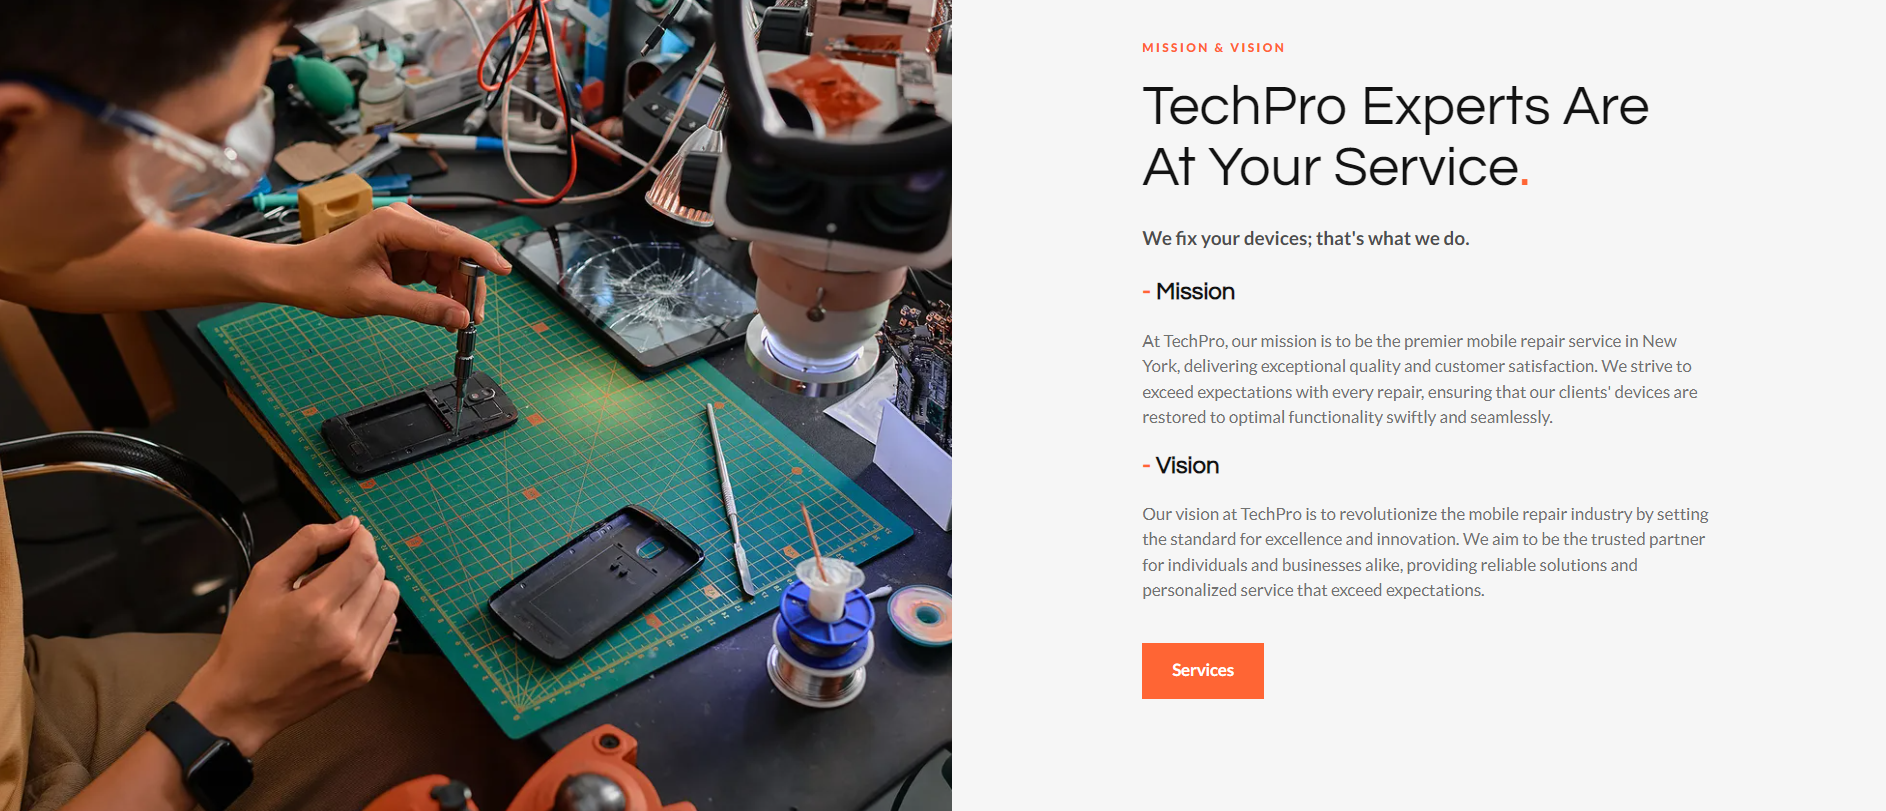 MISSION & VISION
TechPro Experts Are
At Your Service.
We fix your devices; that's what we do.
- Mission
At TechPro, our mission is to be the premier mobile repair service in New
York, delivering exceptional quality and customer satisfaction. We strive to
exceed expectations with every repair, ensuring that our clients' devices are
restored to optimal functionality swiftly and seamlessly.
- Vision
Our vision at TechPro is to revolutionize the mobile repair industry by setting
the standard for excellence and innovation. We aim to be the trusted partner
for individuals and businesses alike, providing reliable solutions and
personalized service that exceed expectations.
Services